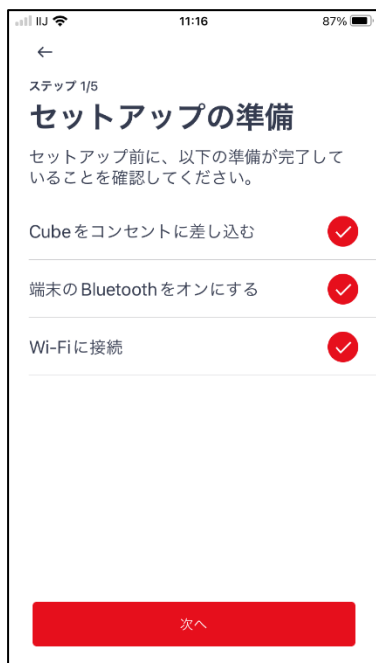 IIJ 11:16 87%
ステップ 1/5
セットアップの準備
セットアップ前に、以下の準備が完了して
いることを確認してください。
Cubeをコンセントに差し込む
端末のBluetoothをオンにする
Wi-Fiに接続
次へ